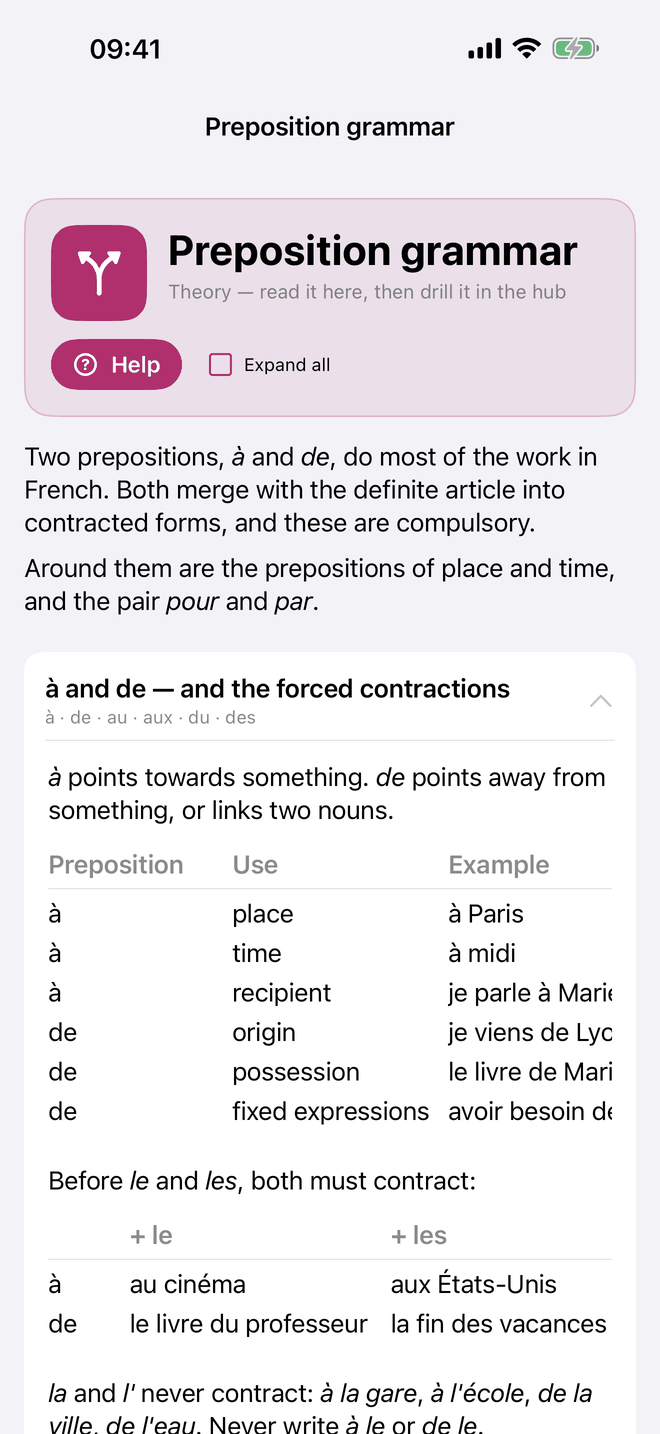 09:41
Preposition grammar
Preposition grammar
Theory — read it here, then drill it in the hub
Help
Expand all
Two prepositions, à and de, do most of the work in
French. Both merge with the definite article into
contracted forms, and these are compulsory.
Around them are the prepositions of place and time,
and the pair pour and par.
à and de — and the forced contractions
à · de · au · aux · du · des
à points towards something. de points away from
something, or links two nouns.
Preposition Use Example
à place à Paris
à time à midi
à recipient je parle à
de origin je viens de
de possession le livre de
de fixed expressions avoir besoin
Before le and les, both must contract:
+ le + les
à au cinéma aux États-Unis
de le livre du professeur la fin des vacances
la and l' never contract: à la gare, à l'école, de la
ville, de l'eau. Never write à le or de le.